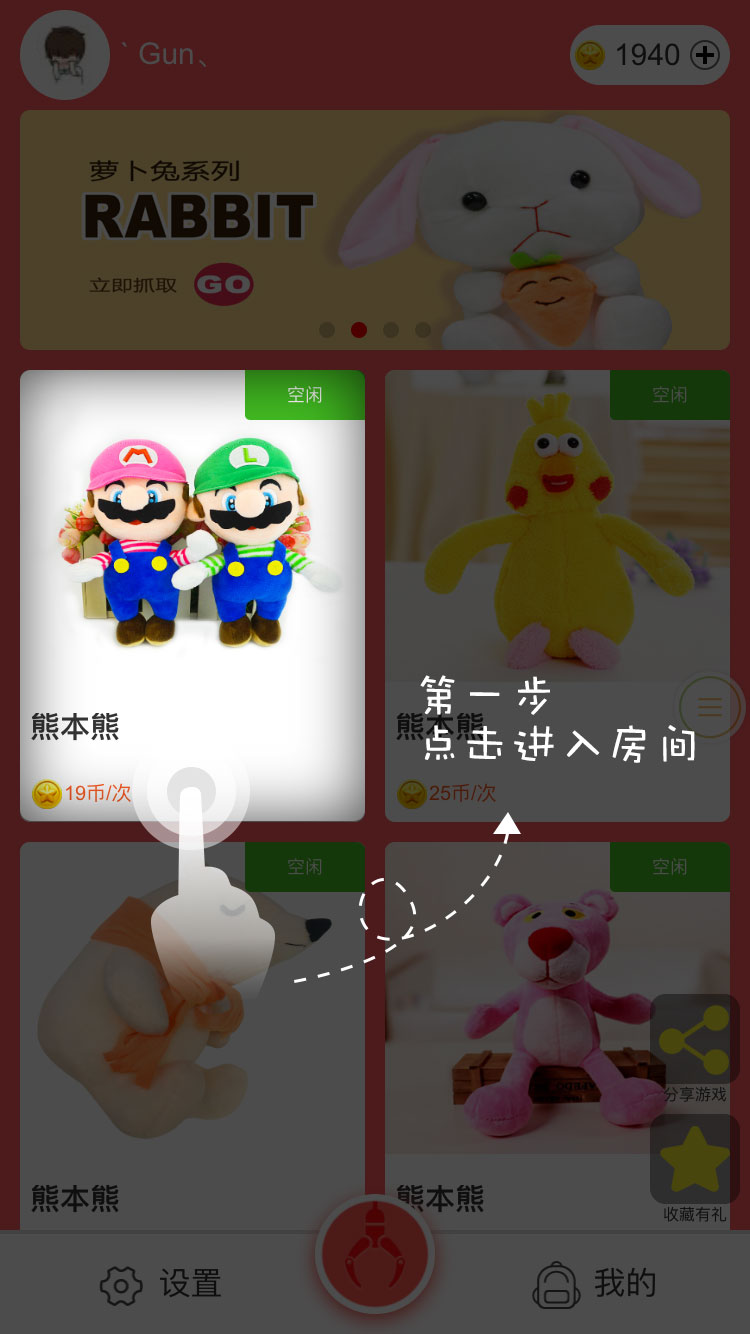 ` Gun、
1940
萝卜兔系列
RABBIT
立即抓取 GO
空闲
空闲
M
L
第一步
点击进入房间
熊本熊
熊本熊
19币/次
25币/次
空闲
空闲
分享游戏
熊本熊
熊本熊
收藏有礼
设置
我的